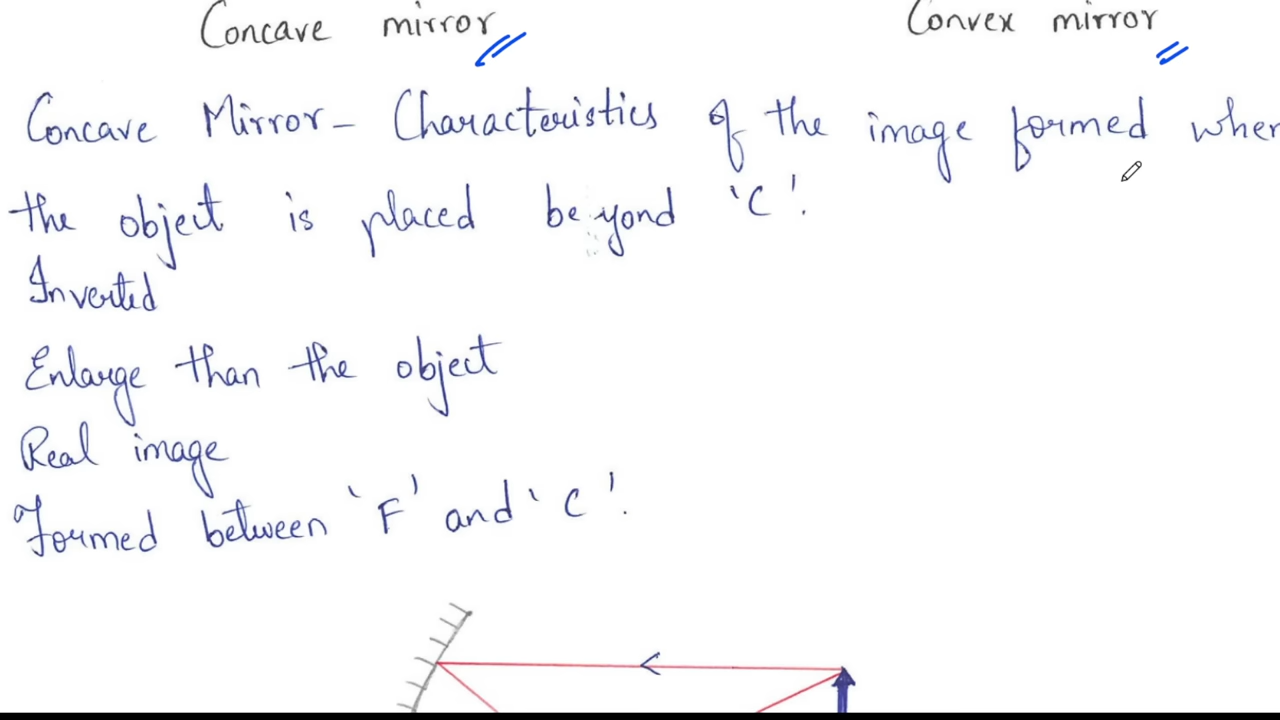 Concave mirror Convex mirror
Concave Mirror - Characteristics of the image formed when
the object is placed beyond 'C'.
Inverted
Enlarge than the object
Real image
Formed between 'F' and 'C'.